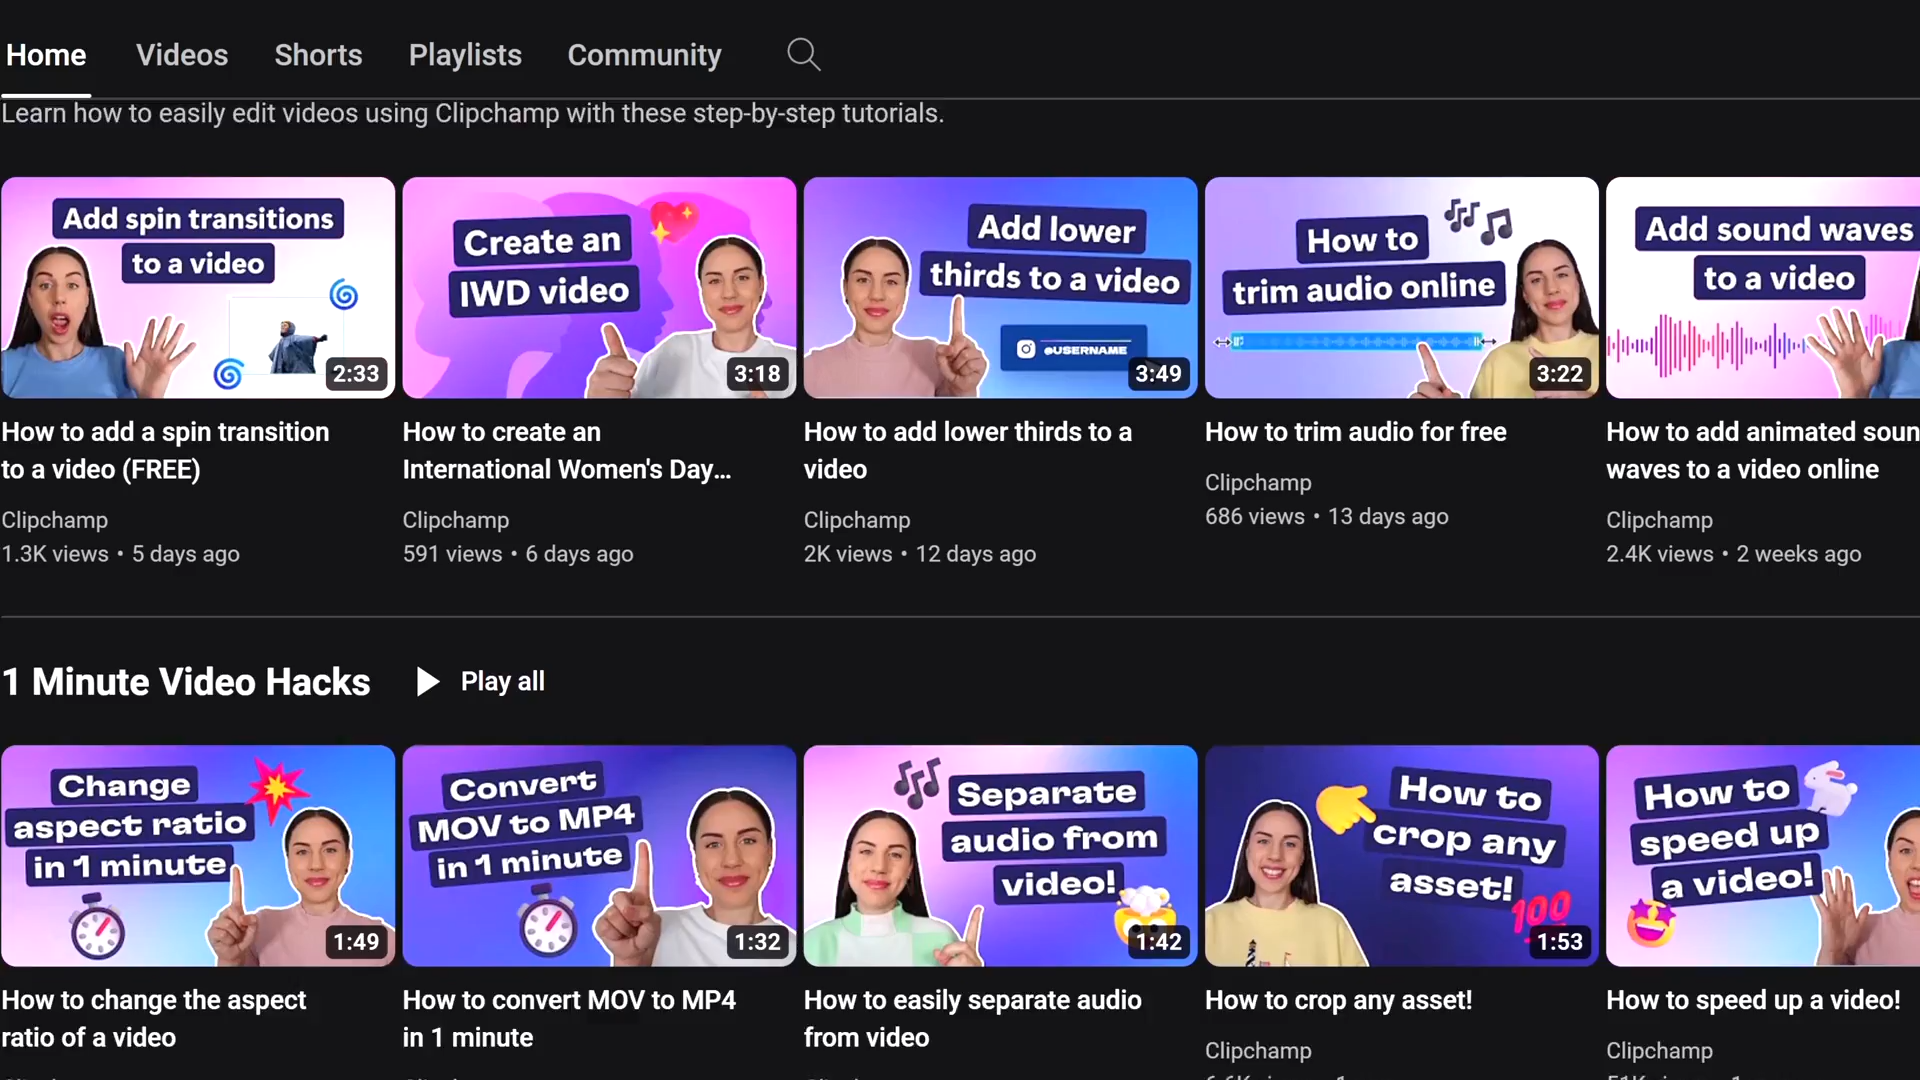 Home Videos Shorts Playlists Community
Learn how to easily edit videos using Clipchamp with these step-by-step tutorials.
Add spin transitions
to a video
2:33
Create an
IWD video
3:18
Add lower
thirds to a video
@USERNAME
3:49
How to
trim audio online
3:22
Add sound waves
to a video
How to add a spin transition
to a video (FREE)
Clipchamp
1.3K views • 5 days ago
How to create an
International Women's Day...
Clipchamp
591 views • 6 days ago
How to add lower thirds to a
video
Clipchamp
2K views • 12 days ago
How to trim audio for free
Clipchamp
686 views • 13 days ago
How to add animated soun
waves to a video online
Clipchamp
2.4K views • 2 weeks ago
1 Minute Video Hacks Play all
Change
aspect ratio
in 1 minute
1:49
Convert
MOV to MP4
in 1 minute
1:32
Separate
audio from
video!
1:42
How to
crop any
asset!
100
1:53
How to
speed up
a video!
How to change the aspect
ratio of a video
How to convert MOV to MP4
in 1 minute
How to easily separate audio
from video
How to crop any asset!
Clipchamp
How to speed up a video!
Clipchamp